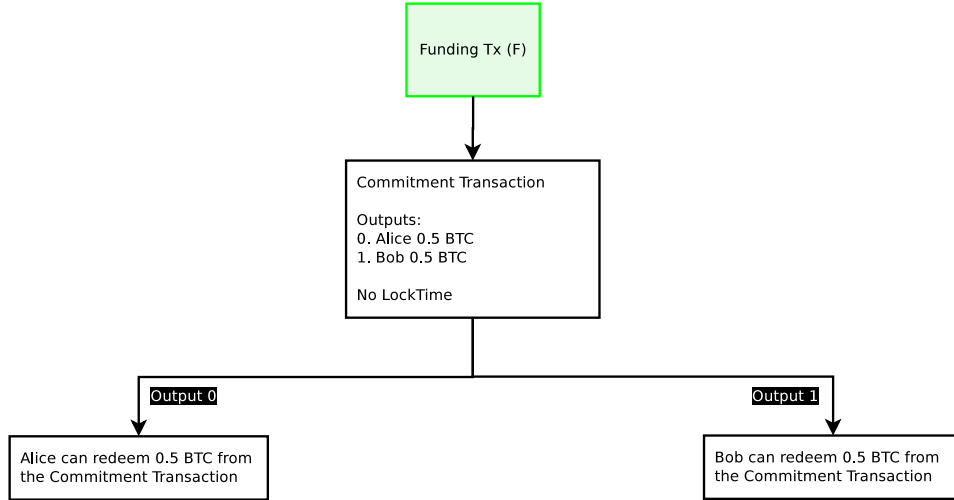 Funding Tx (F)
Commitment Transaction
Outputs:
0. Alice 0.5 BTC
1. Bob 0.5 BTC
No LockTime
Output 0
Output 1
Alice can redeem 0.5 BTC from
the Commitment Transaction
Bob can redeem 0.5 BTC from
the Commitment Transaction